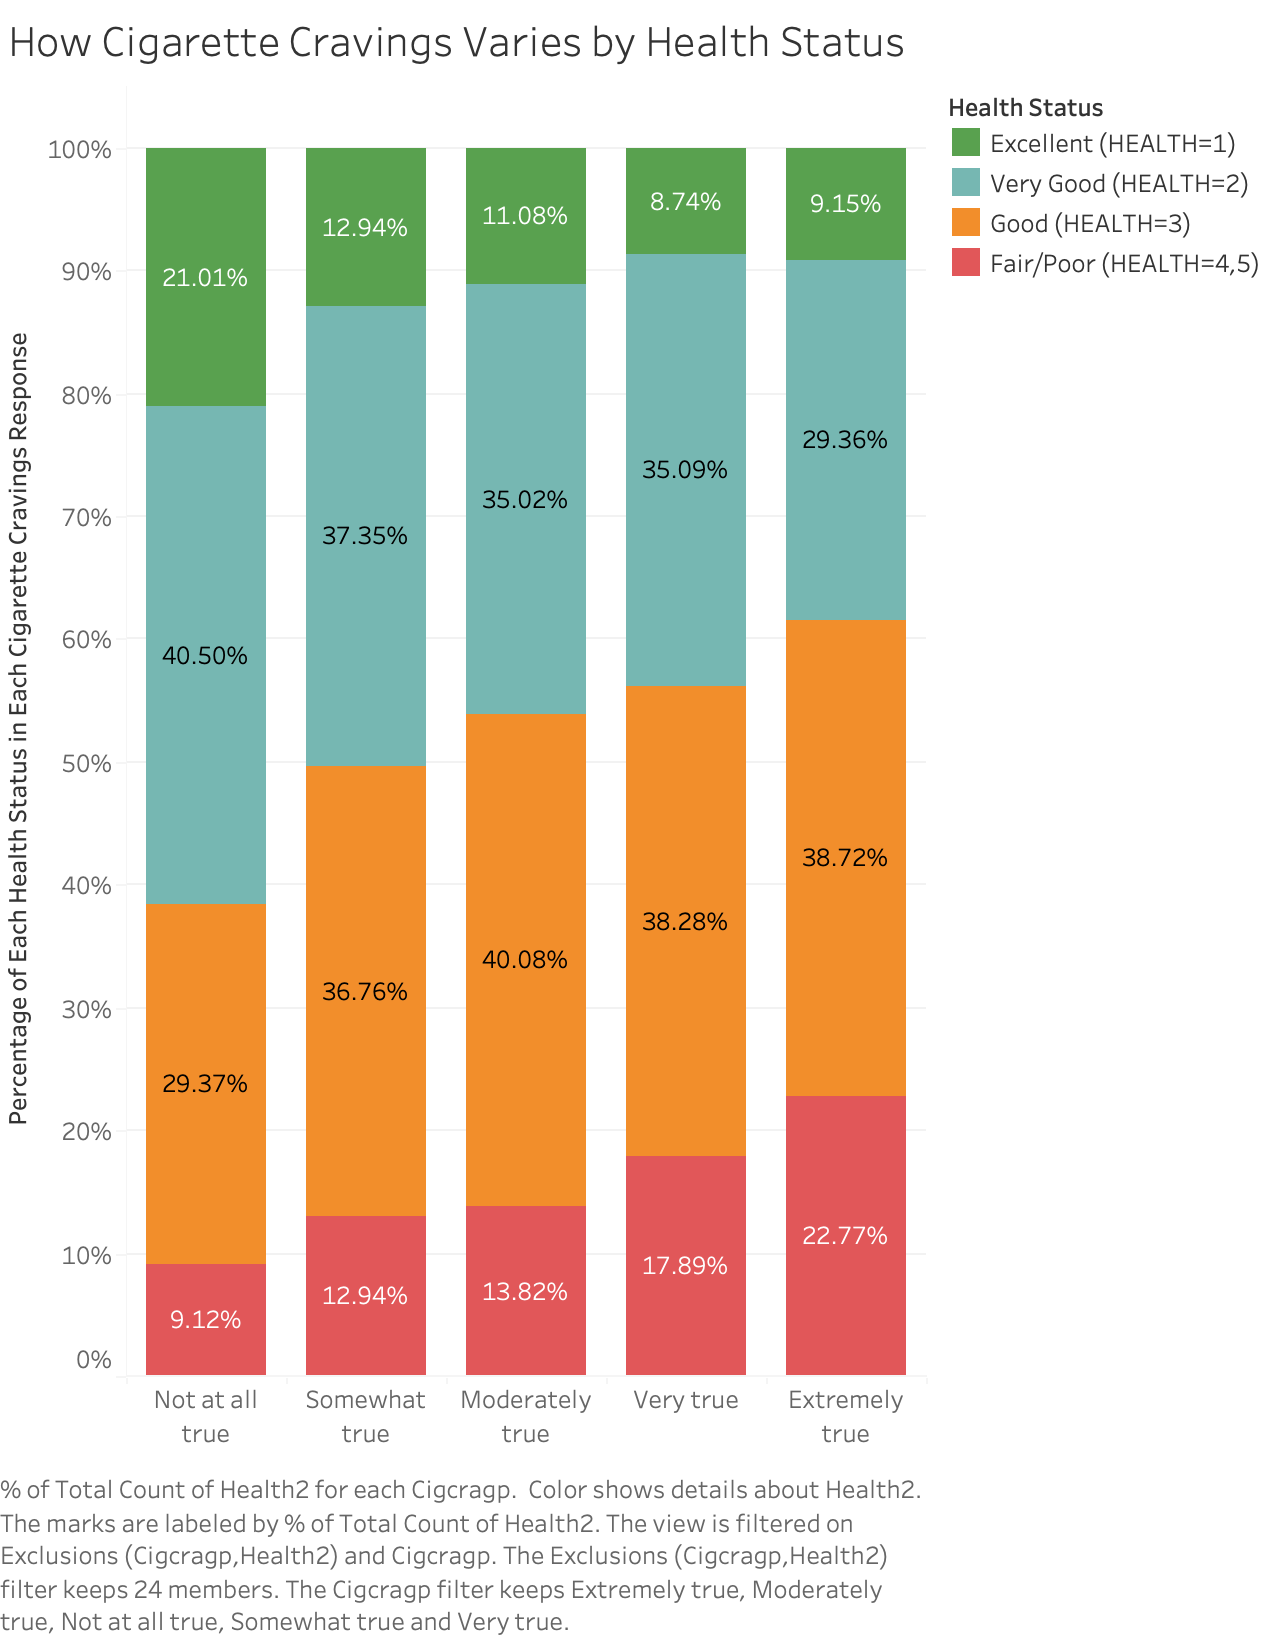 How Cigarette Cravings Varies by Health Status
Health Status
Excellent (HEALTH=1)
Very Good (HEALTH=2)
Good (HEALTH=3)
Fair/Poor (HEALTH=4,5)
Percentage of Each Health Status in Each Cigarette Cravings Response
100%
90%
80%
70%
60%
50%
40%
30%
20%
10%
0%
21.01%
40.50%
29.37%
9.12%
12.94%
37.35%
36.76%
12.94%
11.08%
35.02%
40.08%
13.82%
8.74%
35.09%
38.28%
17.89%
9.15%
29.36%
38.72%
22.77%
Not at all
true
Somewhat
true
Moderately
true
Very true
Extremely
true
% of Total Count of Health2 for each Cigcragp.  Color shows details about Health2.
The marks are labeled by % of Total Count of Health2. The view is filtered on
Exclusions (Cigcragp,Health2) and Cigcragp. The Exclusions (Cigcragp,Health2)
filter keeps 24 members. The Cigcragp filter keeps Extremely true, Moderately
true, Not at all true, Somewhat true and Very true.